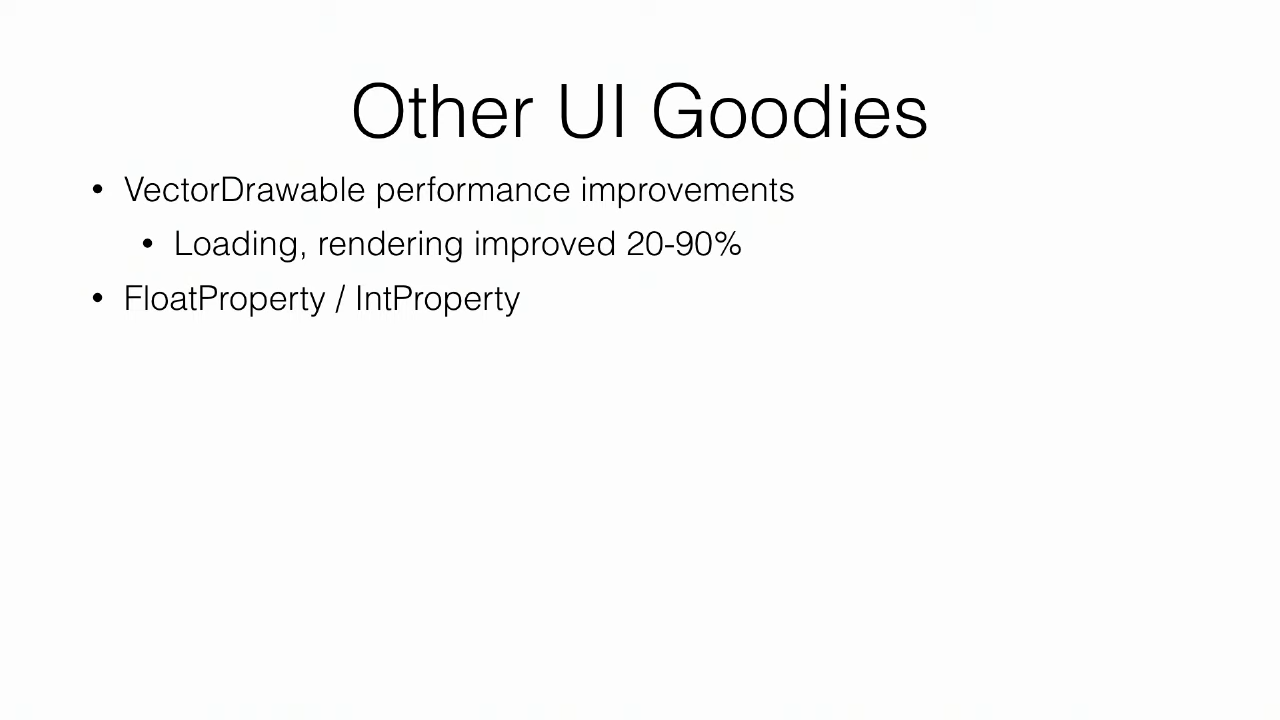 Other UI Goodies
• VectorDrawable performance improvements
• Loading, rendering improved 20-90%
• FloatProperty / IntProperty